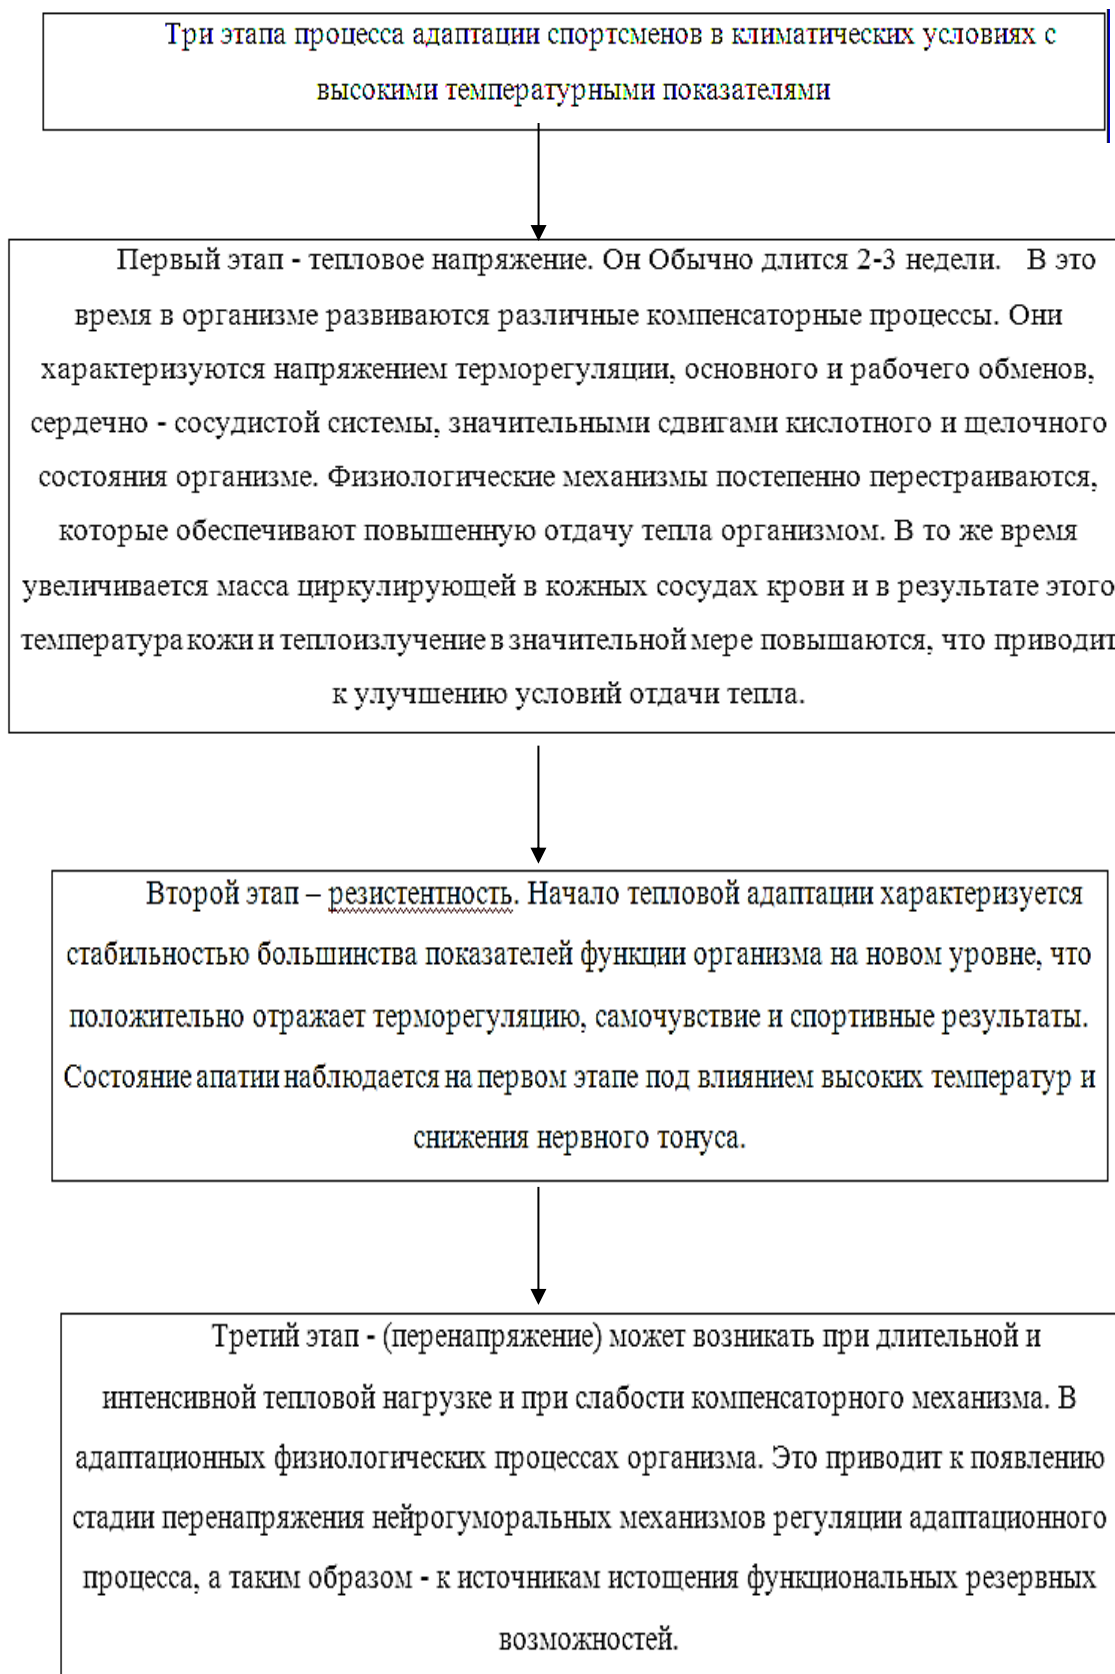 Три этапа процесса адаптации спортсменов в климатических условиях с
высокими температурными показателями
Первый этап - тепловое напряжение. Он Обычно длится 2-3 недели. В это
время в организме развиваются различные компенсаторные процессы. Они
характеризуются напряжением терморегуляции, основного и рабочего обменов,
сердечно - сосудистой системы, значительными сдвигами кислотного и щелочного
состояния организме. Физиологические механизмы постепенно перестраиваются,
которые обеспечивают повышенную отдачу тепла организмом. В то же время
увеличивается масса циркулирующей в кожных сосудах крови и в результате этого
температура кожи и теплоизлучение в значительной мере повышаются, что приводит
к улучшению условий отдачи тепла.
Второй этап – резистентность. Начало тепловой адаптации характеризуется
стабильностью большинства показателей функции организма на новом уровне, что
положительно отражает терморегуляцию, самочувствие и спортивные результаты.
Состояние апатии наблюдается на первом этапе под влиянием высоких температур и
снижения нервного тонуса.
Третий этап - (перенапряжение) может возникать при длительной и
интенсивной тепловой нагрузке и при слабости компенсаторного механизма. В
адаптационных физиологических процессах организма. Это приводит к появлению
стадии перенапряжения нейрогуморальных механизмов регуляции адаптационного
процесса, а таким образом - к источникам истощения функциональных резервных
возможностей.